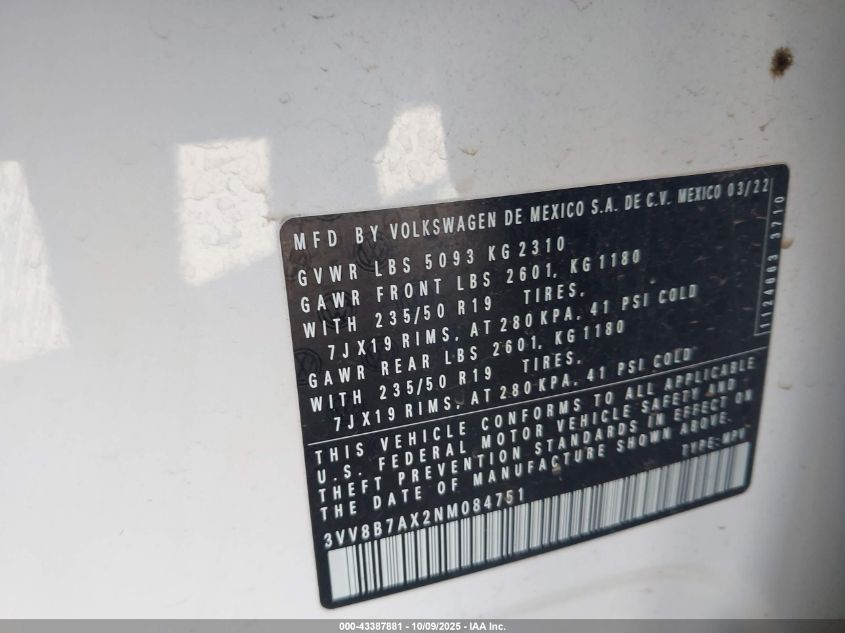 MFD BY VOLKSWAGEN DE MEXICO S.A. DE C.V. MEXICO 03/22
GVWR LBS 5093 KG 2310
GAWR FRONT LBS 2601, KG 1180
WITH 235/50 R19 TIRES,
7JX19 RIMS, AT 280 KPA, 41 PSI COLD
GAWR REAR LBS 2601, KG 1180
WITH 235/50 R19 TIRES,
7JX19 RIMS, AT 280 KPA, 41 PSI COLD
THIS VEHICLE CONFORMS TO ALL APPLICABLE
U.S. FEDERAL MOTOR VEHICLE SAFETY AND
THEFT PREVENTION STANDARDS IN EFFECT ON
THE DATE OF MANUFACTURE SHOWN ABOVE.
TYPE: MPV
3VV8B7AX2NM084751
1124663 3710
000-43387881 - 10/09/2025 - IAA Inc.